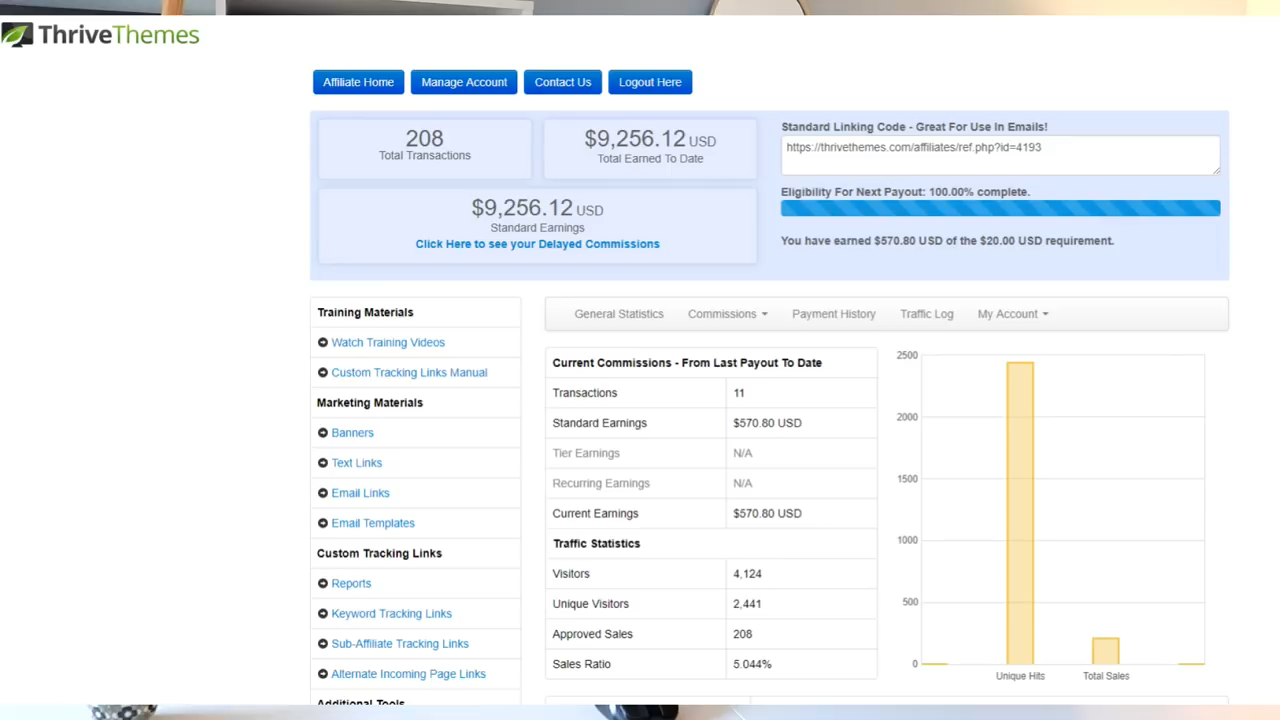 ThriveThemes
Affiliate Home Manage Account Contact Us Logout Here
208
Total Transactions
$9,256.12 USD
Total Earned To Date
$9,256.12 USD
Standard Earnings
Click Here to see your Delayed Commissions
Standard Linking Code - Great For Use In Emails!
https://thrivethemes.com/affiliates/ref.php?id=4193
Eligibility For Next Payout: 100.00% complete.
You have earned $570.80 USD of the $20.00 USD requirement.
Training Materials
Watch Training Videos
Custom Tracking Links Manual
Marketing Materials
Banners
Text Links
Email Links
Email Templates
Custom Tracking Links
Reports
Keyword Tracking Links
Sub-Affiliate Tracking Links
Alternate Incoming Page Links
Additional Tools
General Statistics Commissions Payment History Traffic Log My Account
Current Commissions - From Last Payout To Date
Transactions 11
Standard Earnings $570.80 USD
Tier Earnings N/A
Recurring Earnings N/A
Current Earnings $570.80 USD
Traffic Statistics
Visitors 4,124
Unique Visitors 2,441
Approved Sales 208
Sales Ratio 5.044%
2500
2000
1500
1000
500
0
Unique Hits Total Sales